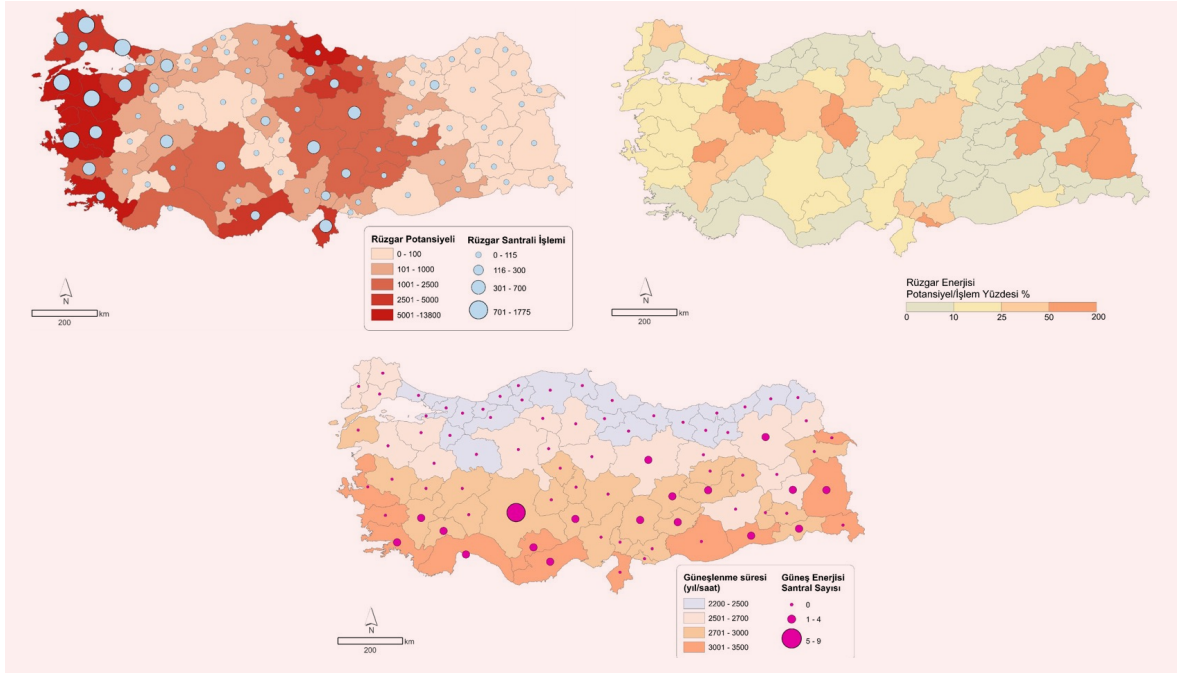 Rüzgar Potansiyeli
0 - 100
101 - 1000
1001 - 2500
2501 - 5000
5001 -13800
Rüzgar Santrali İşlemi
0 - 115
116 - 300
301 - 700
701 - 1775
N
km
200
Rüzgar Enerjisi
Potansiyel/İşlem Yüzdesi %
0 10 25 50 200
N
km
200
Güneşlenme süresi
(yıl/saat)
2200 - 2500
2501 - 2700
2701 - 3000
3001 - 3500
Güneş Enerjisi
Santral Sayısı
0
1 - 4
5 - 9
N
km
200